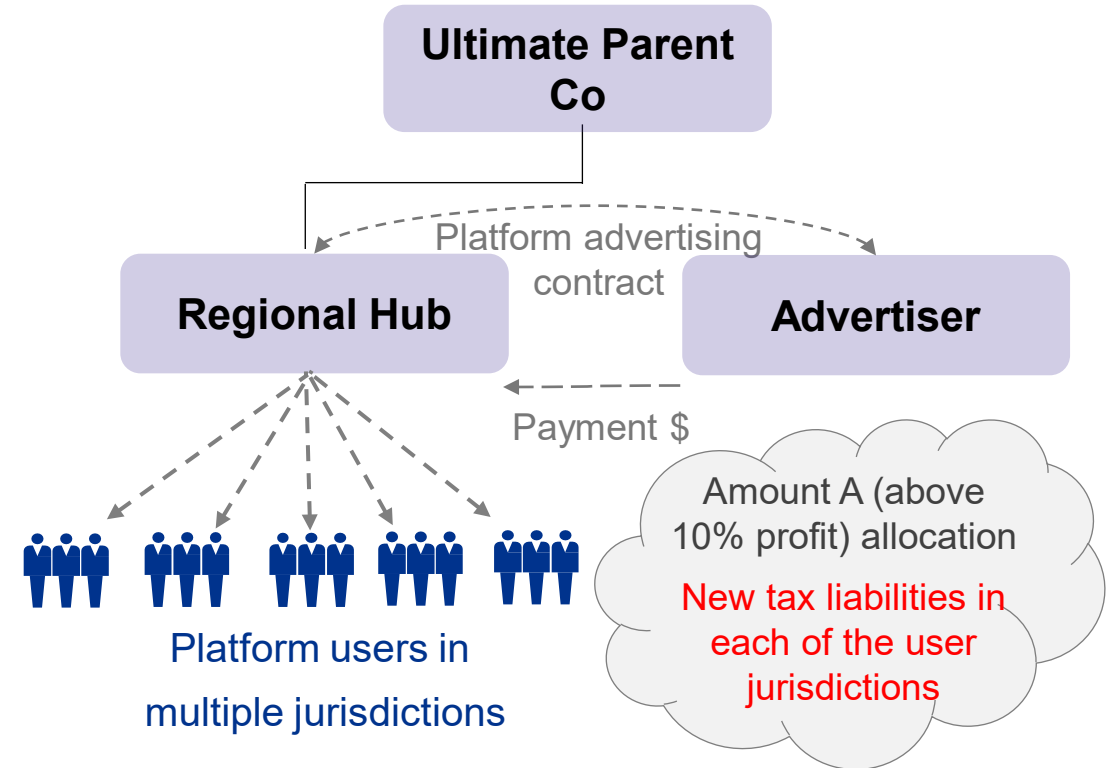 Ultimate Parent
Co
Platform advertising
contract
Regional Hub
Advertiser
Payment $
Amount A (above
10% profit) allocation
New tax liabilities in
each of the user
jurisdictions
Platform users in
multiple jurisdictions